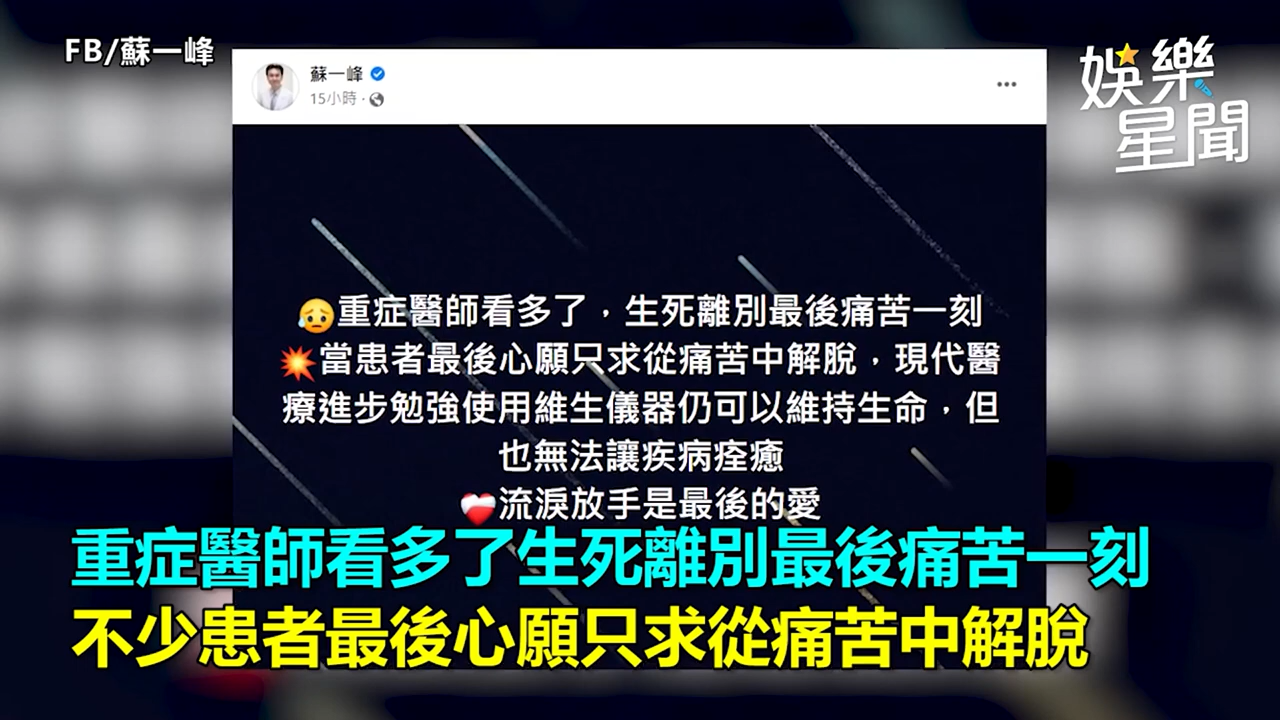 FB/蘇一峰
蘇一峰
15小時·
娛樂
星聞
😥重症醫師看多了，生死離別最後痛苦一刻
💥當患者最後心願只求從痛苦中解脫，現代醫
療進步勉強使用維生儀器仍可以維持生命，但
也無法讓疾病痊癒
❤️‍🩹流淚放手是最後的愛
重症醫師看多了生死離別最後痛苦一刻
不少患者最後心願只求從痛苦中解脫